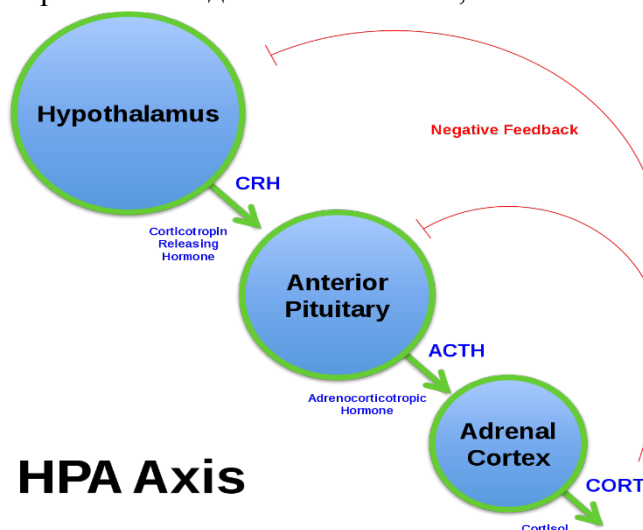 Hypothalamus
Negative Feedback
CRH
Corticotropin
Releasing
Hormone
Anterior
Pituitary
ACTH
Adrenocorticotropic
Hormone
Adrenal
Cortex
HPA Axis
CORT
Cortisol